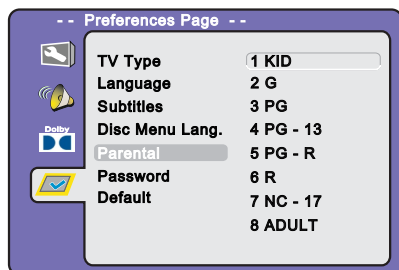 -- Preferences Page --
TV Type
Language
Subtitles
Disc Menu Lang.
Parental
Password
Default
1 KID
2 G
3 PG
4 PG - 13
5 PG - R
6 R
7 NC - 17
8 ADULT
Dolby